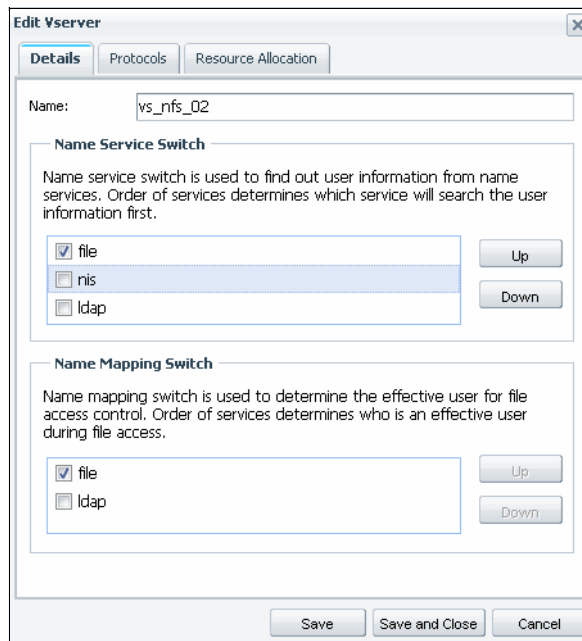 Edit Vserver
Details Protocols Resource Allocation
Name: vs_nfs_02
Name Service Switch
Name service switch is used to find out user information from name
services. Order of services determines which service will search the user
information first.
file
nis
ldap
Up
Down
Name Mapping Switch
Name mapping switch is used to determine the effective user for file
access control. Order of services determines who is an effective user
during file access.
file
ldap
Up
Down
Save Save and Close Cancel